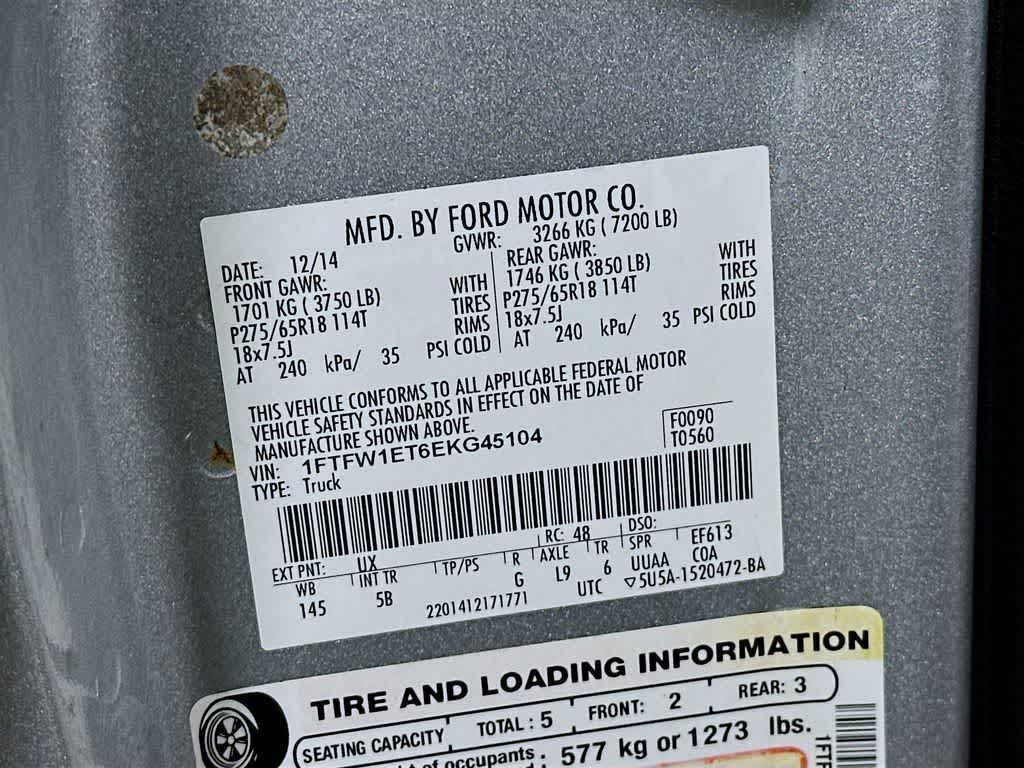 MFD. BY FORD MOTOR CO.
DATE: 12/14 GVWR: 3266 KG ( 7200 LB)
FRONT GAWR: REAR GAWR:
1701 KG ( 3750 LB) WITH 1746 KG ( 3850 LB) WITH
P275/65R18 114T TIRES P275/65R18 114T TIRES
18x7.5J RIMS 18x7.5J RIMS
AT 240 kPa/ 35 PSI COLD AT 240 kPa/ 35 PSI COLD
THIS VEHICLE CONFORMS TO ALL APPLICABLE FEDERAL MOTOR
VEHICLE SAFETY STANDARDS IN EFFECT ON THE DATE OF
MANUFACTURE SHOWN ABOVE.
VIN: 1FTFW1ET6EKG45104 F0090
TYPE: Truck T0560
EXT PNT: UX RC: 48 DSO:
WB INT TR TP/PS R AXLE TR SPR EF613
145 5B G L9 6 UUAA COA
2201412171771 UTC ▽5U5A-1520472-BA
TIRE AND LOADING INFORMATION
SEATING CAPACITY TOTAL : 5 FRONT: 2 REAR: 3
of occupants : 577 kg or 1273 lbs.